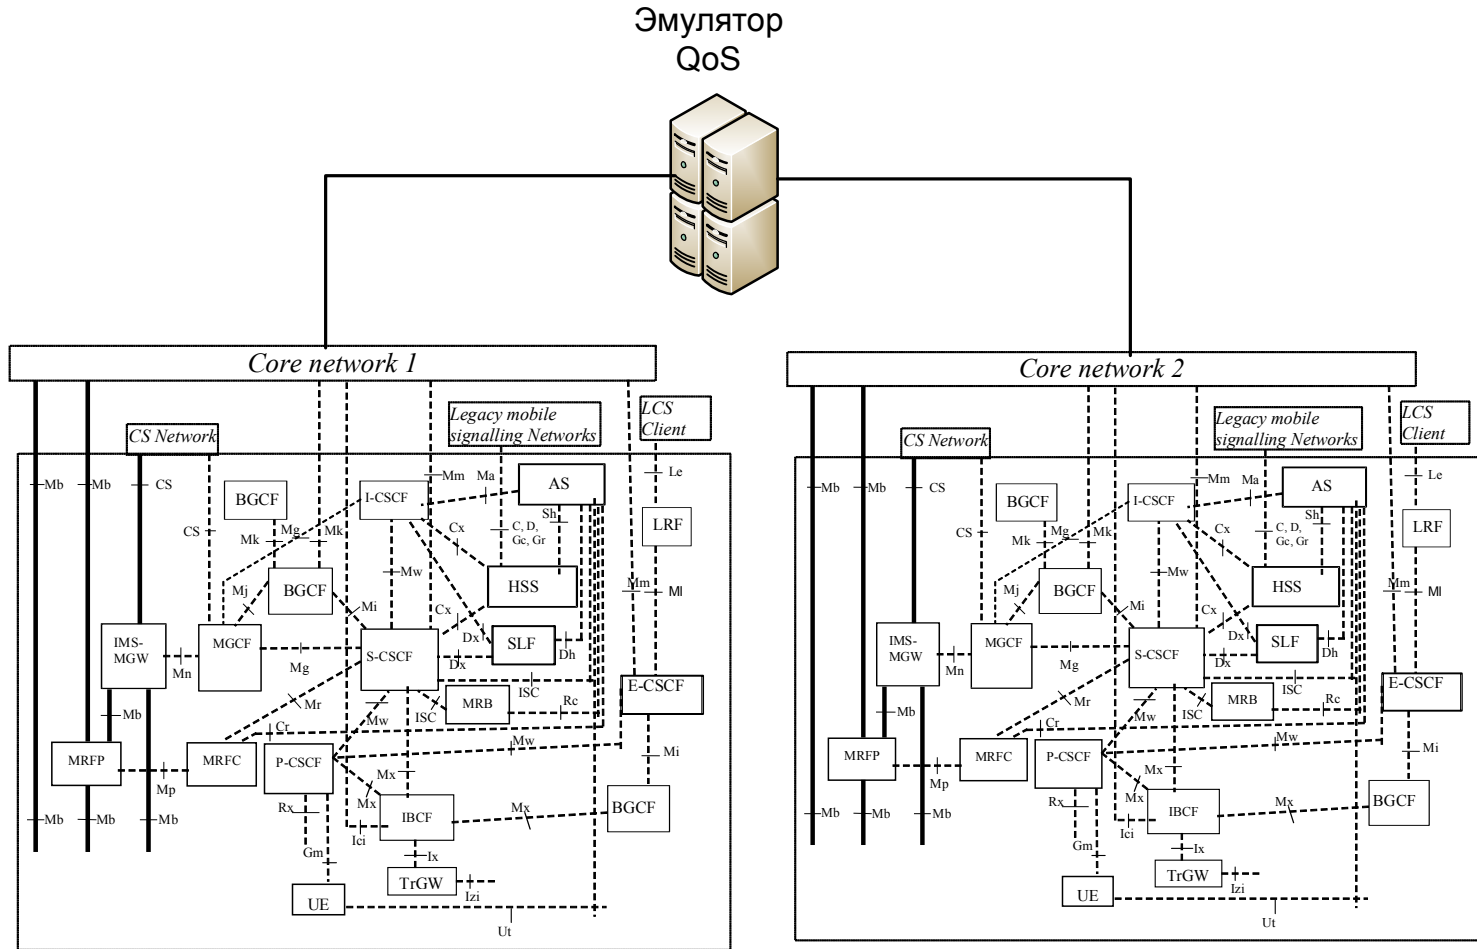 Эмулятор
QoS
Core network 1
Legacy mobile
signalling Networks
LCS
Client
CS Network
Mb
Mb
CS
Mm
Ma
AS
Le
BGCF
I-CSCF
Sh
LRF
CS
Mk
Mg
Mk
Cx
C, D,
Gc, Gr
Mw
HSS
Mm
Ml
BGCF
Mj
Mi
Cx
IMS-
MGW
MGCF
S-CSCF
Dx
SLF
Dh
Mn
Mg
Dx
ISC
E-CSCF
Mb
Mr
Mw
ISC
MRB
Rc
Cr
Mw
Mi
MRFP
MRFC
P-CSCF
Mx
Mp
Mx
BGCF
Rx
Mx
Mb
Mb
Mb
IBCF
Ici
Gm
Ix
TrGW
Izi
UE
Ut
Core network 2
Legacy mobile
signalling Networks
LCS
Client
CS Network
Mb
Mb
CS
Mm
Ma
AS
Le
BGCF
I-CSCF
Sh
LRF
CS
Mk
Mg
Mk
Cx
C, D,
Gc, Gr
Mw
HSS
Mm
Ml
BGCF
Mj
Mi
Cx
IMS-
MGW
MGCF
S-CSCF
Dx
SLF
Dh
Mn
Mg
Dx
ISC
E-CSCF
Mb
Mr
Mw
ISC
MRB
Rc
Cr
Mw
Mi
MRFP
MRFC
P-CSCF
Mx
Mp
Mx
BGCF
Rx
Mx
Mb
Mb
Mb
IBCF
Ici
Gm
Ix
TrGW
Izi
UE
Ut